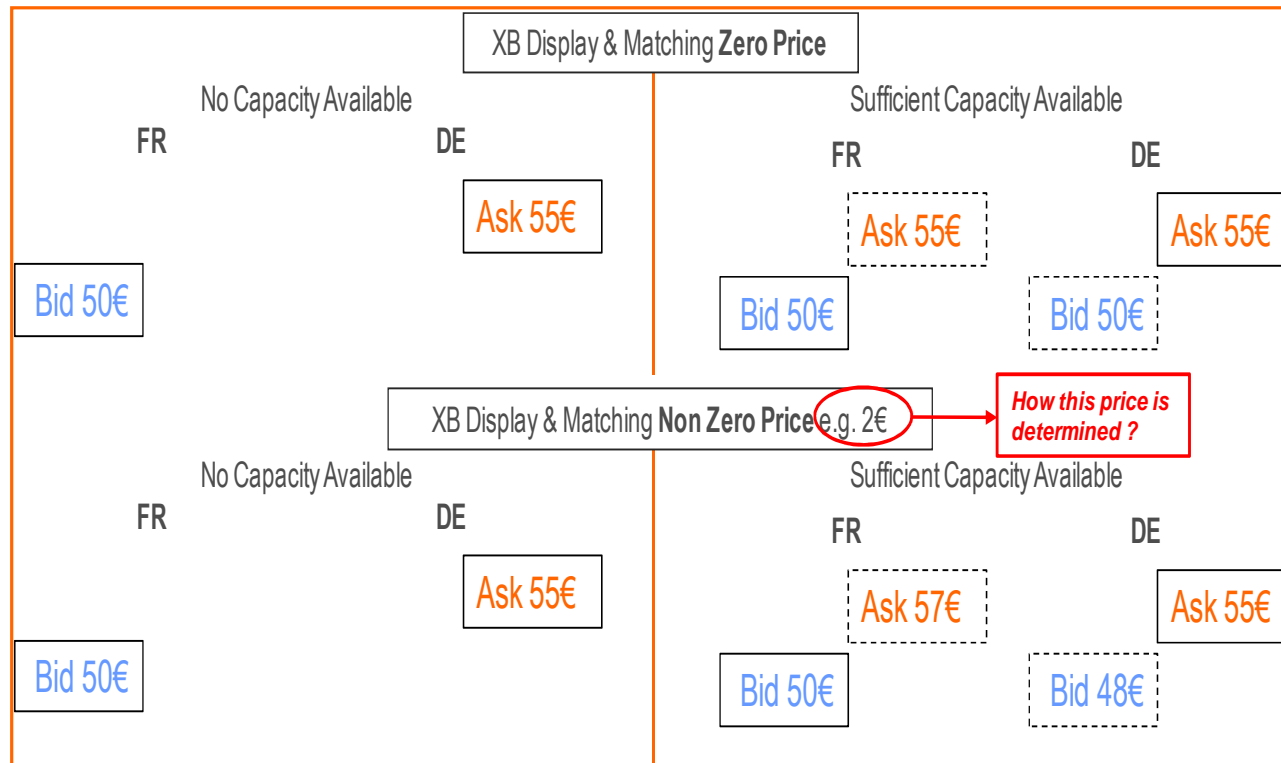 XB Display & Matching Zero Price
No Capacity Available
FR DE
Ask 55€
Bid 50€
Sufficient Capacity Available
FR DE
Ask 55€ Ask 55€
Bid 50€ Bid 50€
XB Display & Matching Non Zero Price e.g. 2€
How this price is
determined ?
No Capacity Available
FR DE
Ask 55€
Bid 50€
Sufficient Capacity Available
FR DE
Ask 57€ Ask 55€
Bid 50€ Bid 48€